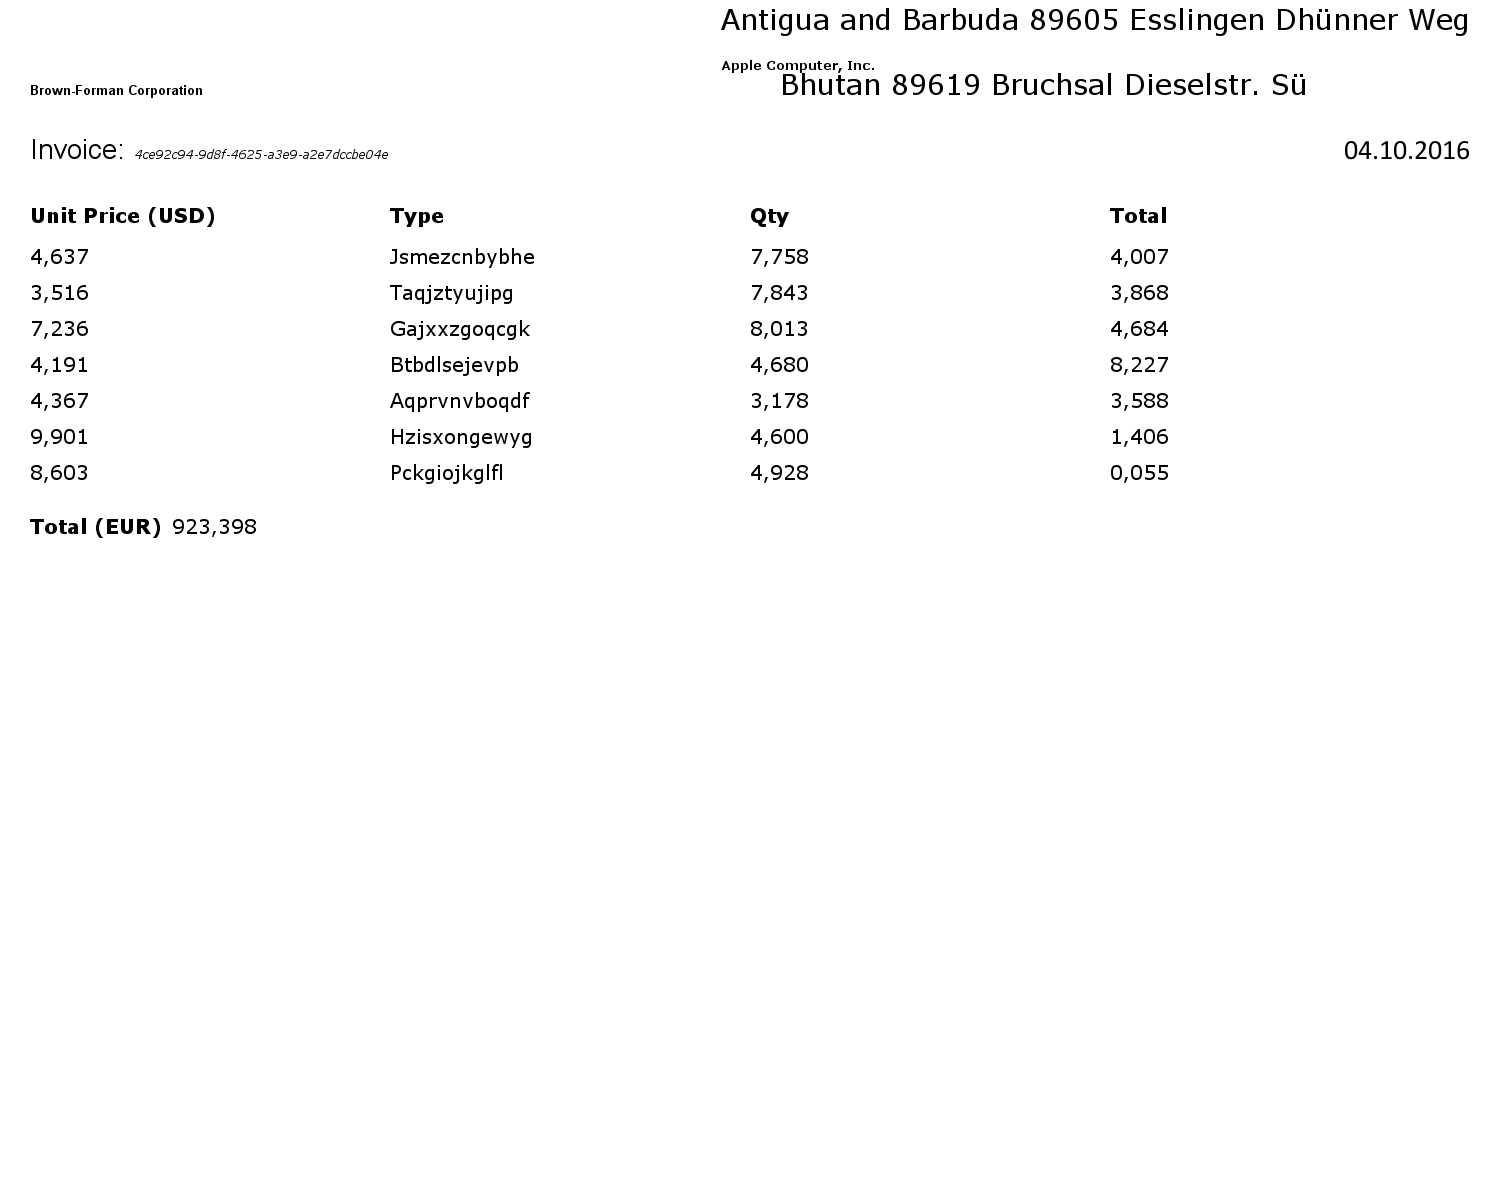 Antigua and Barbuda 89605 Esslingen Dhünner Weg
Apple Computer, Inc.
Brown-Forman Corporation Bhutan 89619 Bruchsal Dieselstr. Sü
Invoice: 4ce92c94-9d8f-4625-a3e9-a2e7dccbe04e 04.10.2016
Unit Price (USD) Type Qty Total
4,637 Jsmezcnbybhe 7,758 4,007
3,516 Taqjztyujipg 7,843 3,868
7,236 Gajxxzgoqcgk 8,013 4,684
4,191 Btbdlsejevpb 4,680 8,227
4,367 Aqprvnvboqdf 3,178 3,588
9,901 Hzisxongewyg 4,600 1,406
8,603 Pckgiojkglfl 4,928 0,055
Total (EUR) 923,398